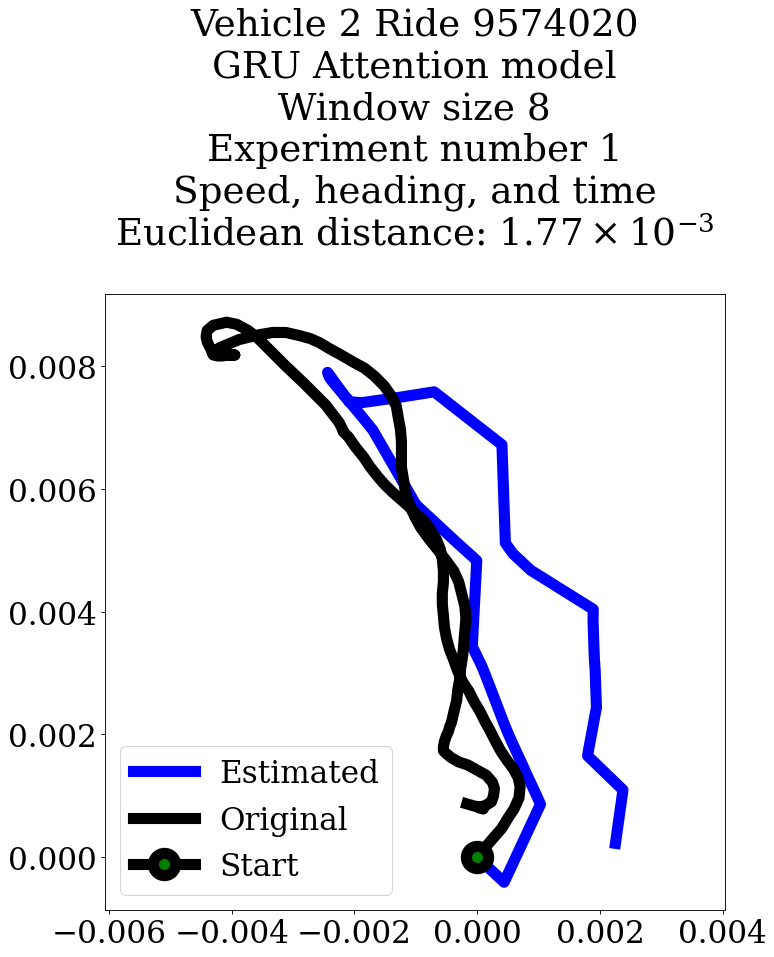 Vehicle 2 Ride 9574020
GRU Attention model
Window size 8
Experiment number 1
Speed, heading, and time
Euclidean distance: 1.77 × 10⁻³
0.008
0.006
0.004
0.002
0.000
Estimated
Original
Start
−0.006 −0.004 −0.002 0.000 0.002 0.004